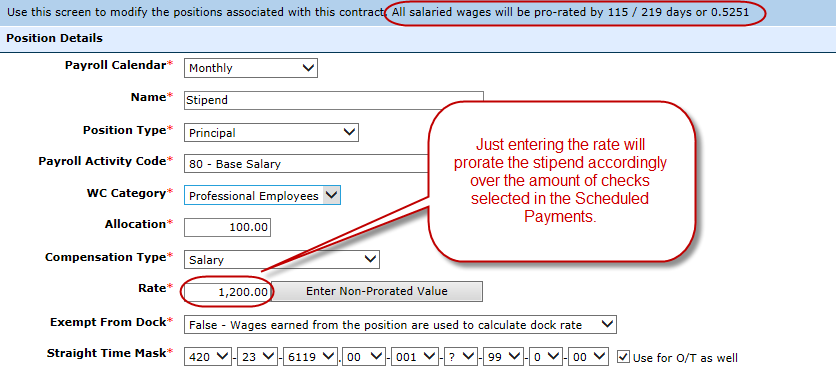 Use this screen to modify the positions associated with this contract. All salaried wages will be pro-rated by 115 / 219 days or 0.5251
Position Details
Payroll Calendar* Monthly
Name* Stipend
Position Type* Principal
Payroll Activity Code* 80 - Base Salary
WC Category* Professional Employees
Allocation* 100.00
Compensation Type* Salary
Rate* 1,200.00 Enter Non-Prorated Value
Exempt From Dock* False - Wages earned from the position are used to calculate dock rate
Straight Time Mask* 420 - 23 - 6119 . 00 - 001 - ? - 99 - 0 - 00 Use for O/T as well
Just entering the rate will
prorate the stipend accordingly
over the amount of checks
selected in the Scheduled
Payments.